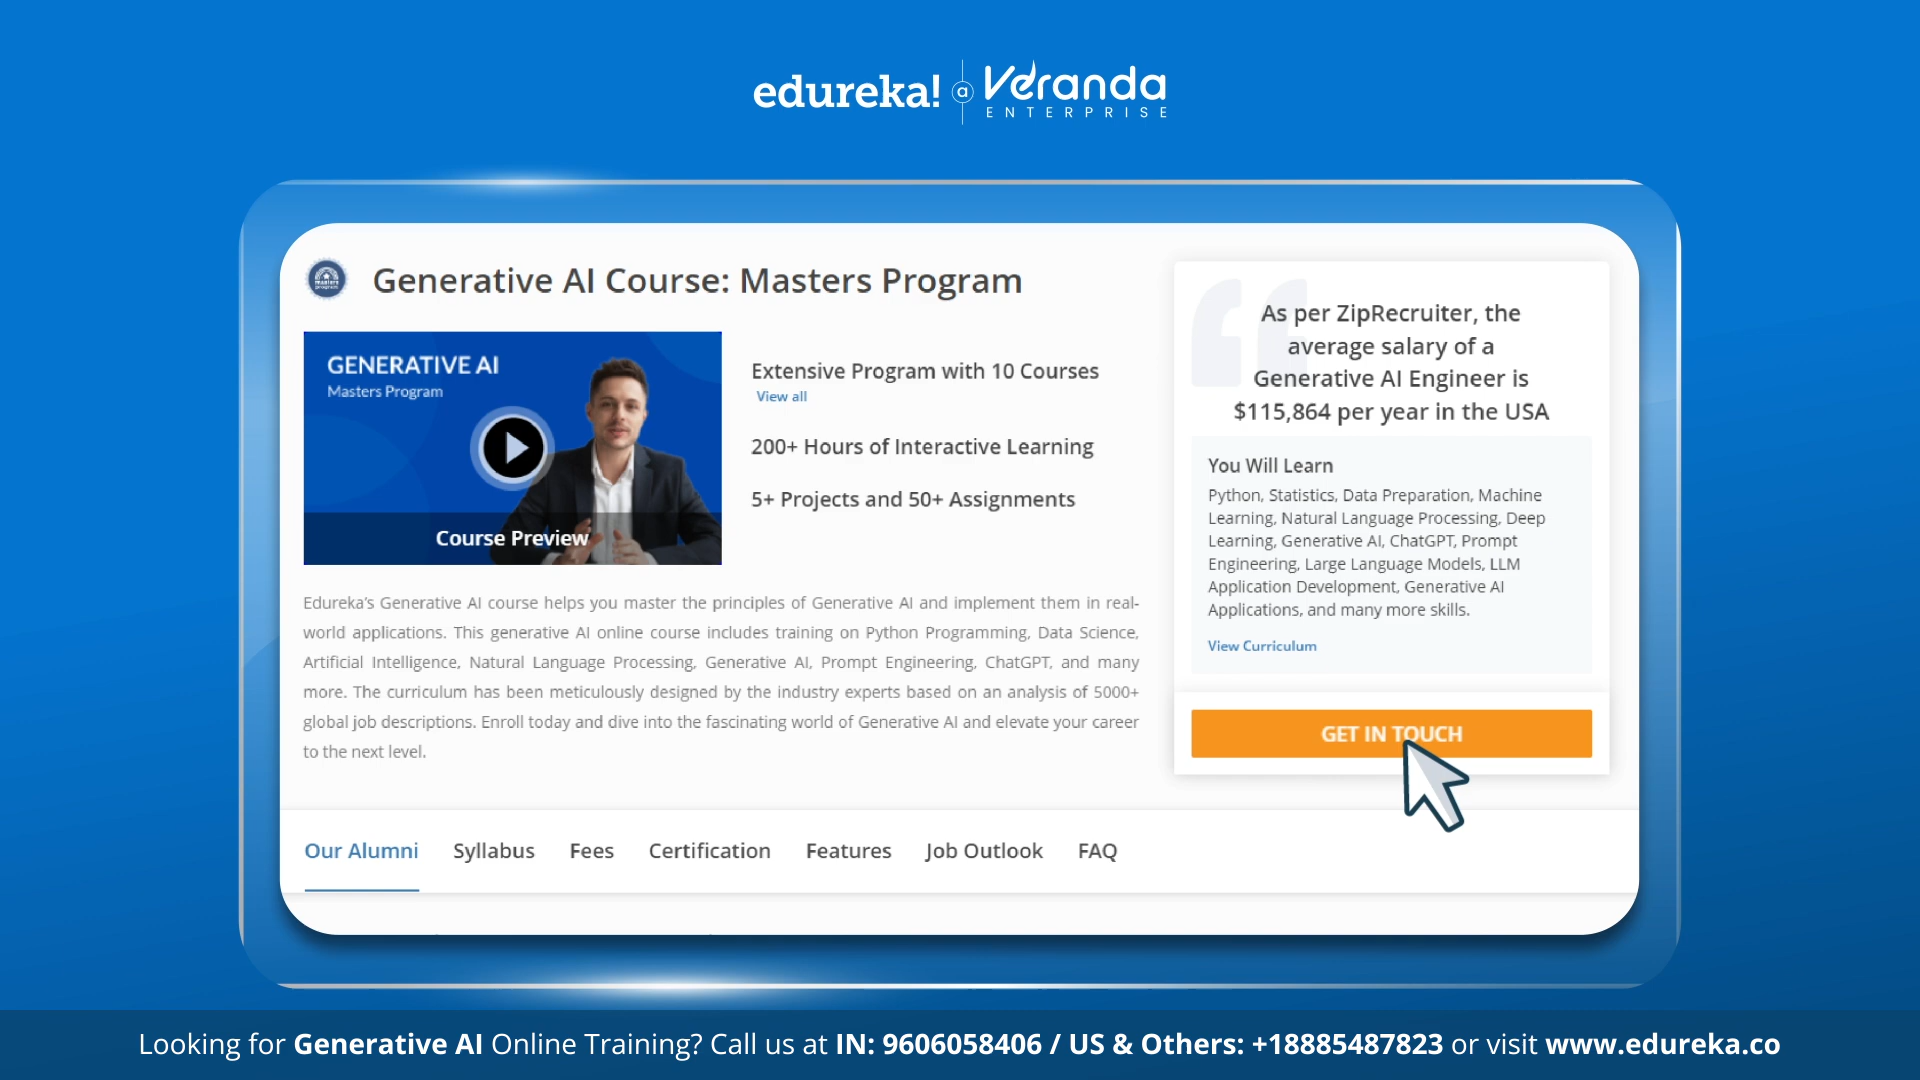 edureka! a Veranda
ENTERPRISE
masters
program
Generative AI Course: Masters Program
GENERATIVE AI
Masters Program
Course Preview
Extensive Program with 10 Courses
View all
200+ Hours of Interactive Learning
5+ Projects and 50+ Assignments
Edureka’s Generative AI course helps you master the principles of Generative AI and implement them in real-
world applications. This generative AI online course includes training on Python Programming, Data Science,
Artificial Intelligence, Natural Language Processing, Generative AI, Prompt Engineering, ChatGPT, and many
more. The curriculum has been meticulously designed by the industry experts based on an analysis of 5000+
global job descriptions. Enroll today and dive into the fascinating world of Generative AI and elevate your career
to the next level.
As per ZipRecruiter, the
average salary of a
Generative AI Engineer is
$115,864 per year in the USA
You Will Learn
Python, Statistics, Data Preparation, Machine
Learning, Natural Language Processing, Deep
Learning, Generative AI, ChatGPT, Prompt
Engineering, Large Language Models, LLM
Application Development, Generative AI
Applications, and many more skills.
View Curriculum
GET IN TOUCH
Our Alumni Syllabus Fees Certification Features Job Outlook FAQ
Looking for Generative AI Online Training? Call us at IN: 9606058406 / US & Others: +18885487823 or visit www.edureka.co